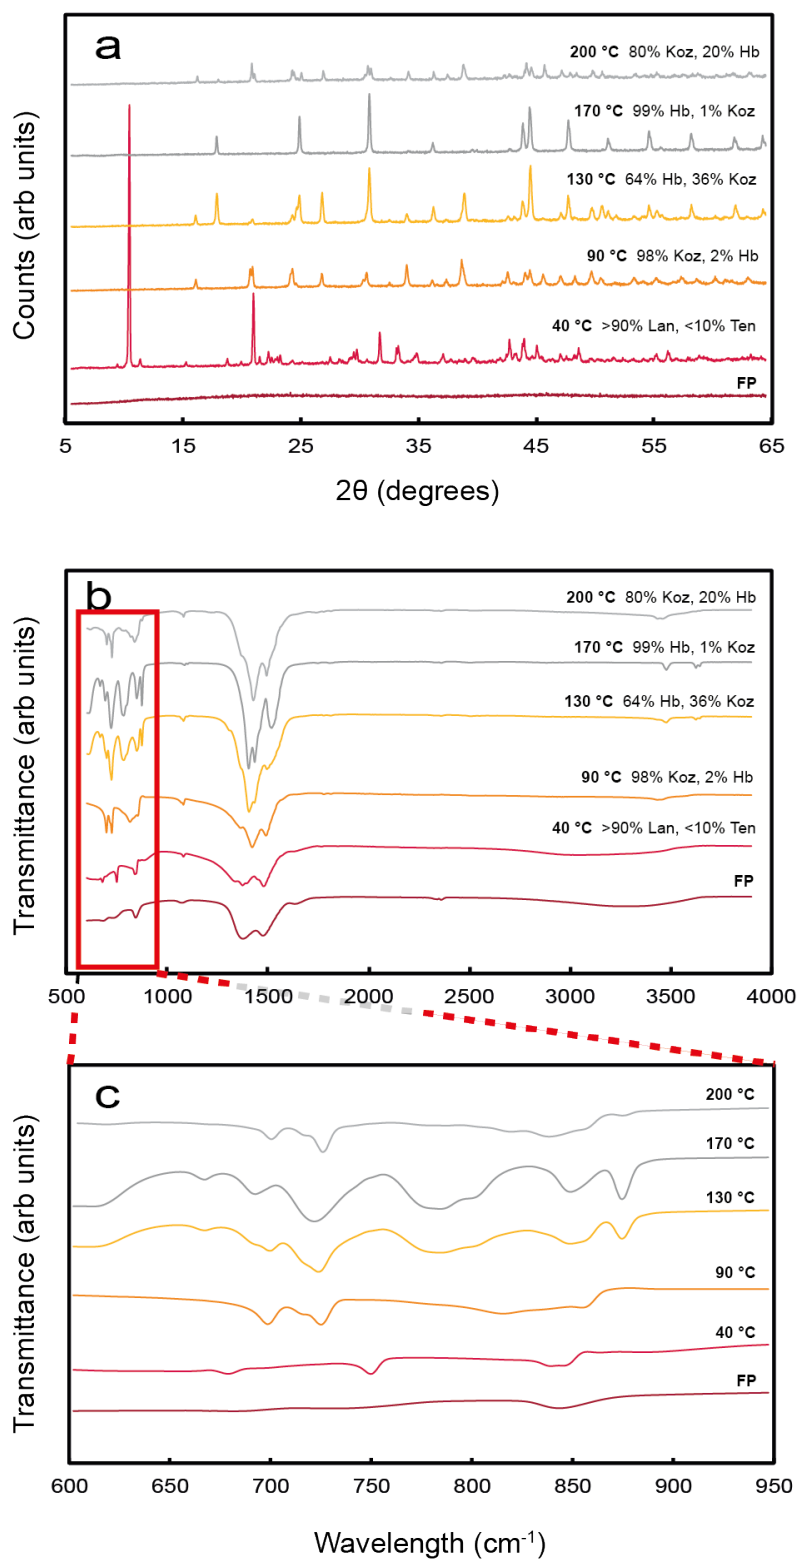 a
200 °C 80% Koz, 20% Hb
170 °C 99% Hb, 1% Koz
130 °C 64% Hb, 36% Koz
90 °C 98% Koz, 2% Hb
40 °C >90% Lan, <10% Ten
FP
Counts (arb units)
5 15 25 35 45 55 65
2θ (degrees)
b
200 °C 80% Koz, 20% Hb
170 °C 99% Hb, 1% Koz
130 °C 64% Hb, 36% Koz
90 °C 98% Koz, 2% Hb
40 °C >90% Lan, <10% Ten
FP
Transmittance (arb units)
500 1000 1500 2000 2500 3000 3500 4000
c
200 °C
170 °C
130 °C
90 °C
40 °C
FP
Transmittance (arb units)
600 650 700 750 800 850 900 950
Wavelength (cm⁻¹)